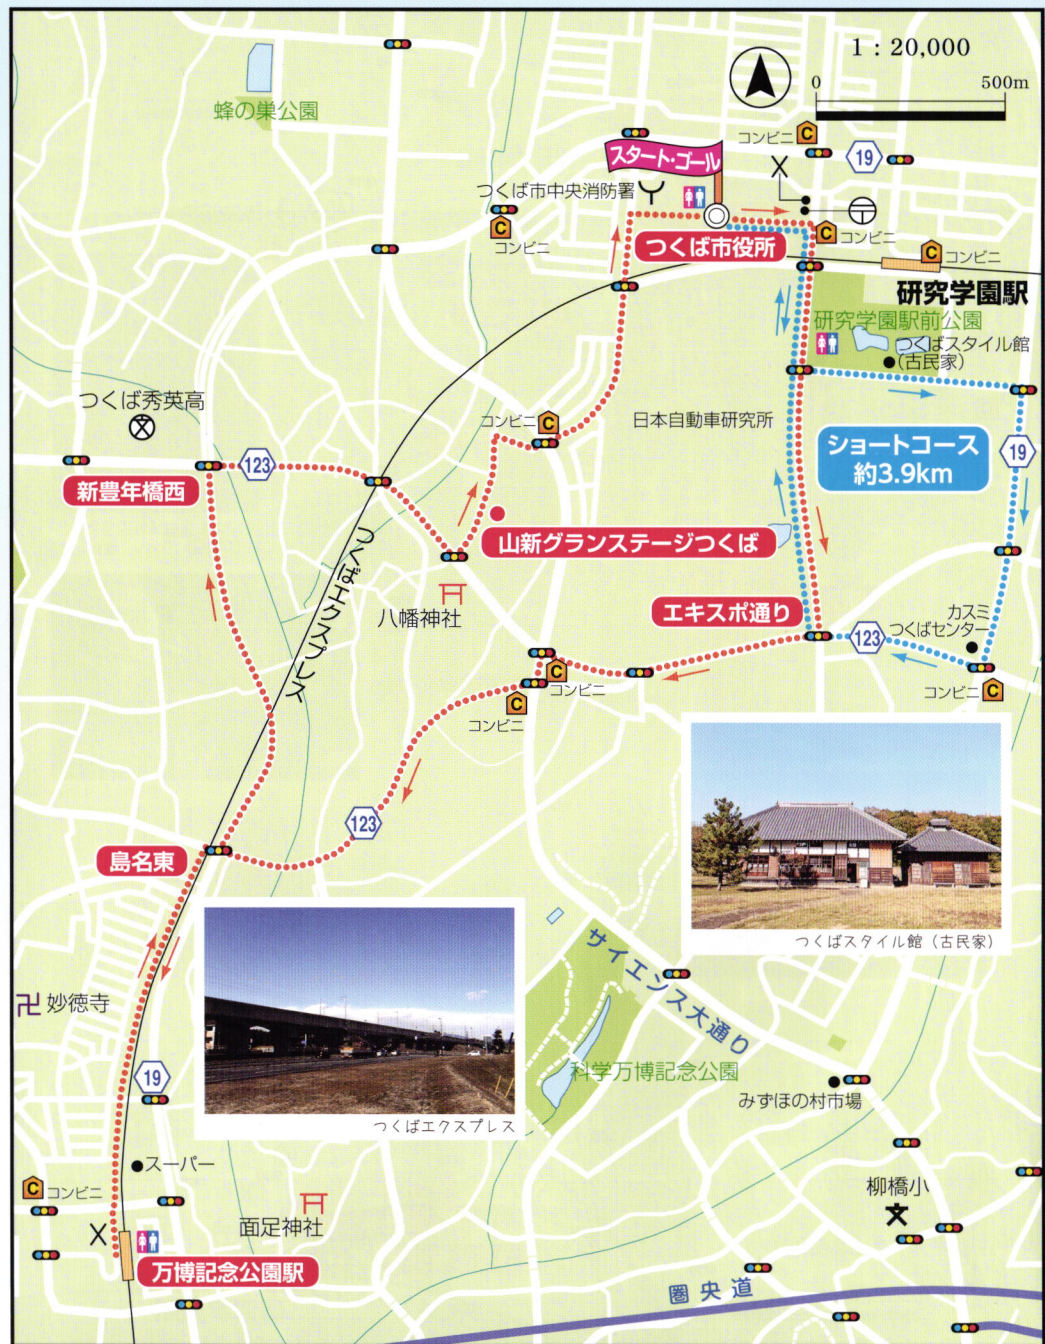 1 : 20,000
0 500m
蜂の巣公園
コンビニ
C
19
スタート・ゴール
つくば市中央消防署
C
コンビニ
つくば市役所
C
コンビニ
C
コンビニ
研究学園駅
研究学園駅前公園
つくばスタイル館
(古民家)
つくば秀英高
コンビニ
C
日本自動車研究所
ショートコース
約3.9km
19
123
新豊年橋西
山新グランステージつくば
つくばエクスプレス
八幡神社
エキスポ通り
123
カスミ
つくばセンター
コンビニ
C
C
コンビニ
C
コンビニ
123
島名東
つくばスタイル館(古民家)
サイエンス大通り
妙徳寺
科学万博記念公園
19
みずほの村市場
つくばエクスプレス
スーパー
C
コンビニ
面足神社
柳橋小
万博記念公園駅
圏央道